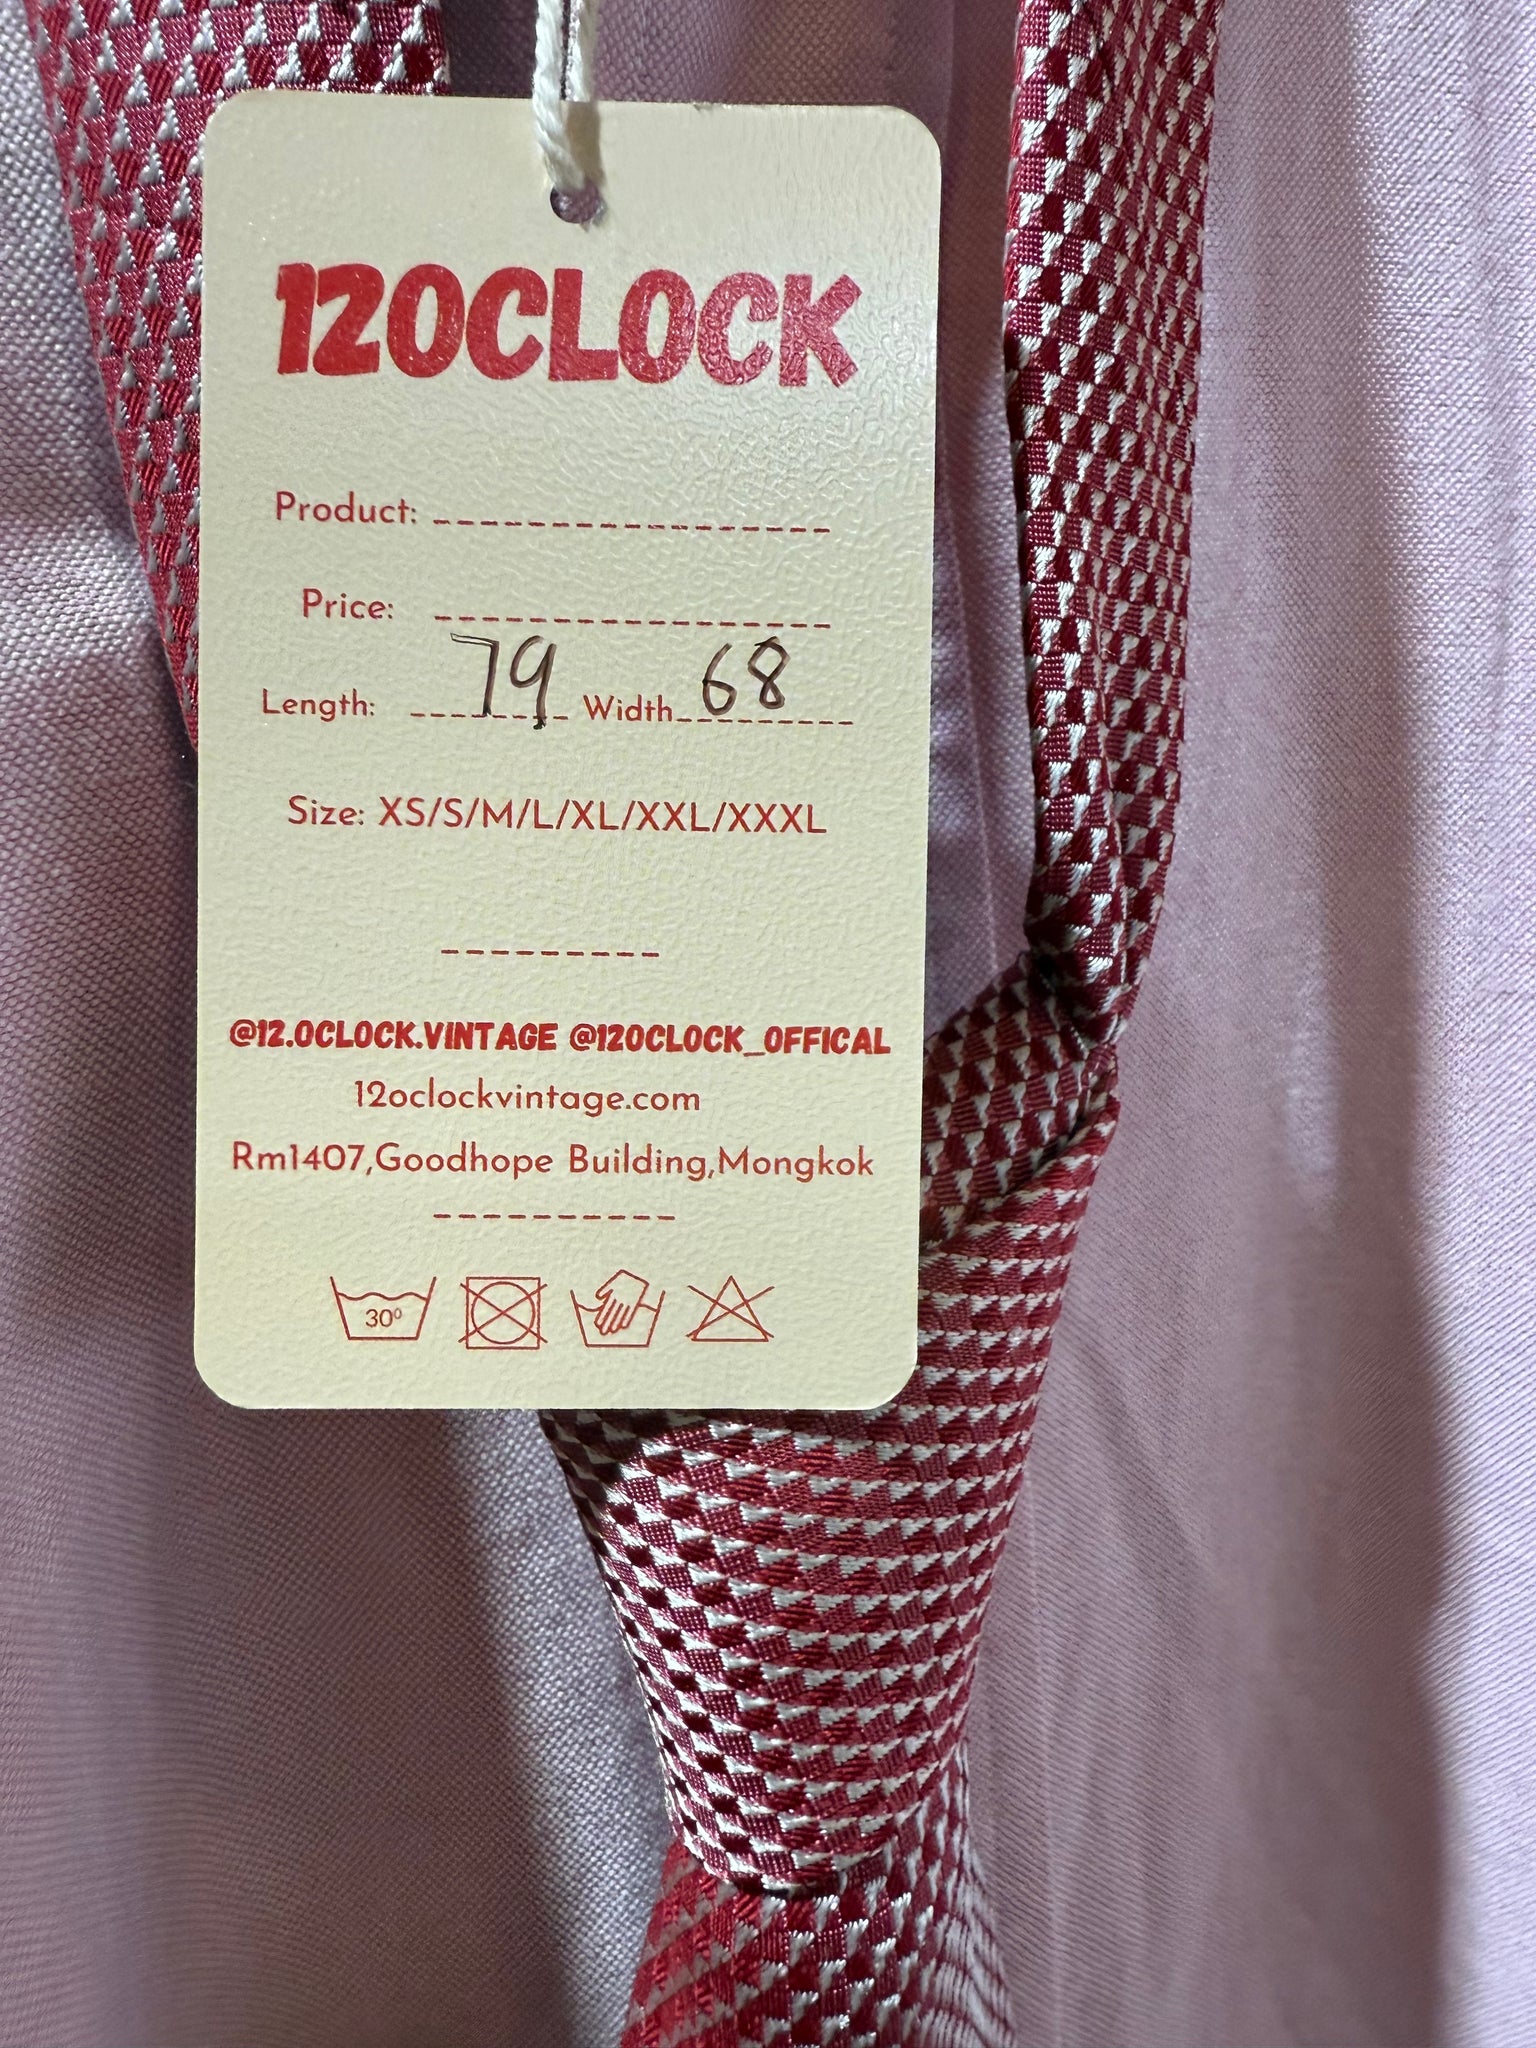 12OCLOCK
Product:
Price:
Length: 79 Width 68
Size: XS/S/M/L/XL/XXL/XXXL
@12.OCLOCK.VINTAGE @12OCLOCK_OFFICAL
12oclockvintage.com
Rm1407,Goodhope Building,Mongkok
30°